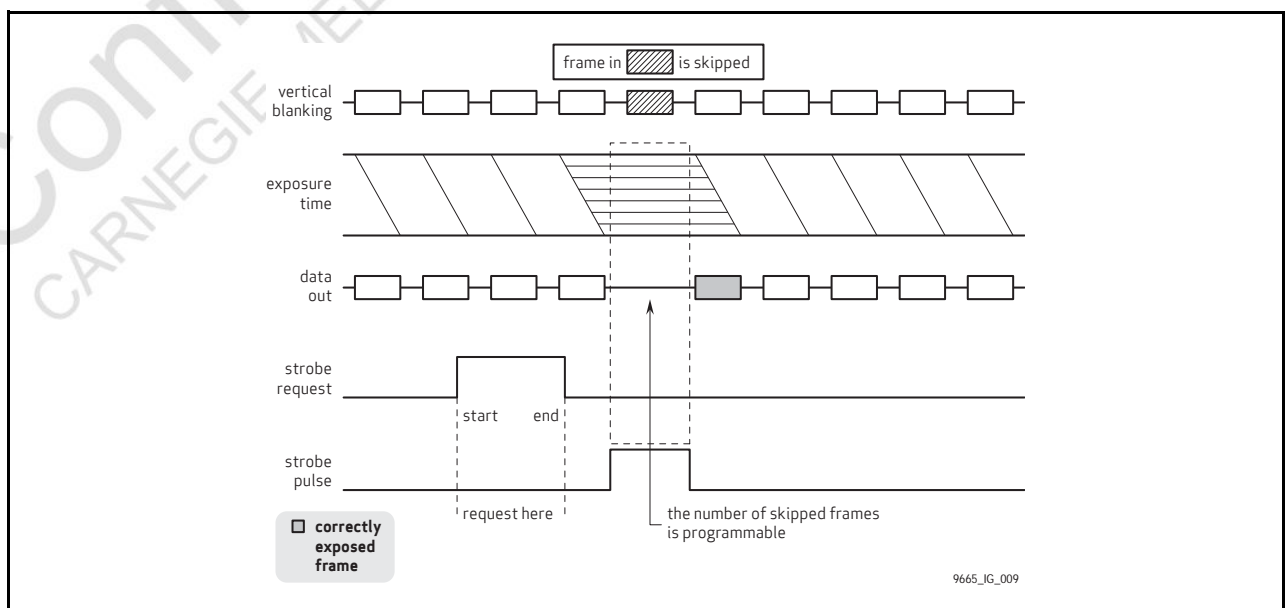 frame in is skipped
vertical
blanking
exposure
time
data
out
strobe
request
start end
strobe
pulse
request here
the number of skipped frames
is programmable
correctly
exposed
frame
9665_IG_009